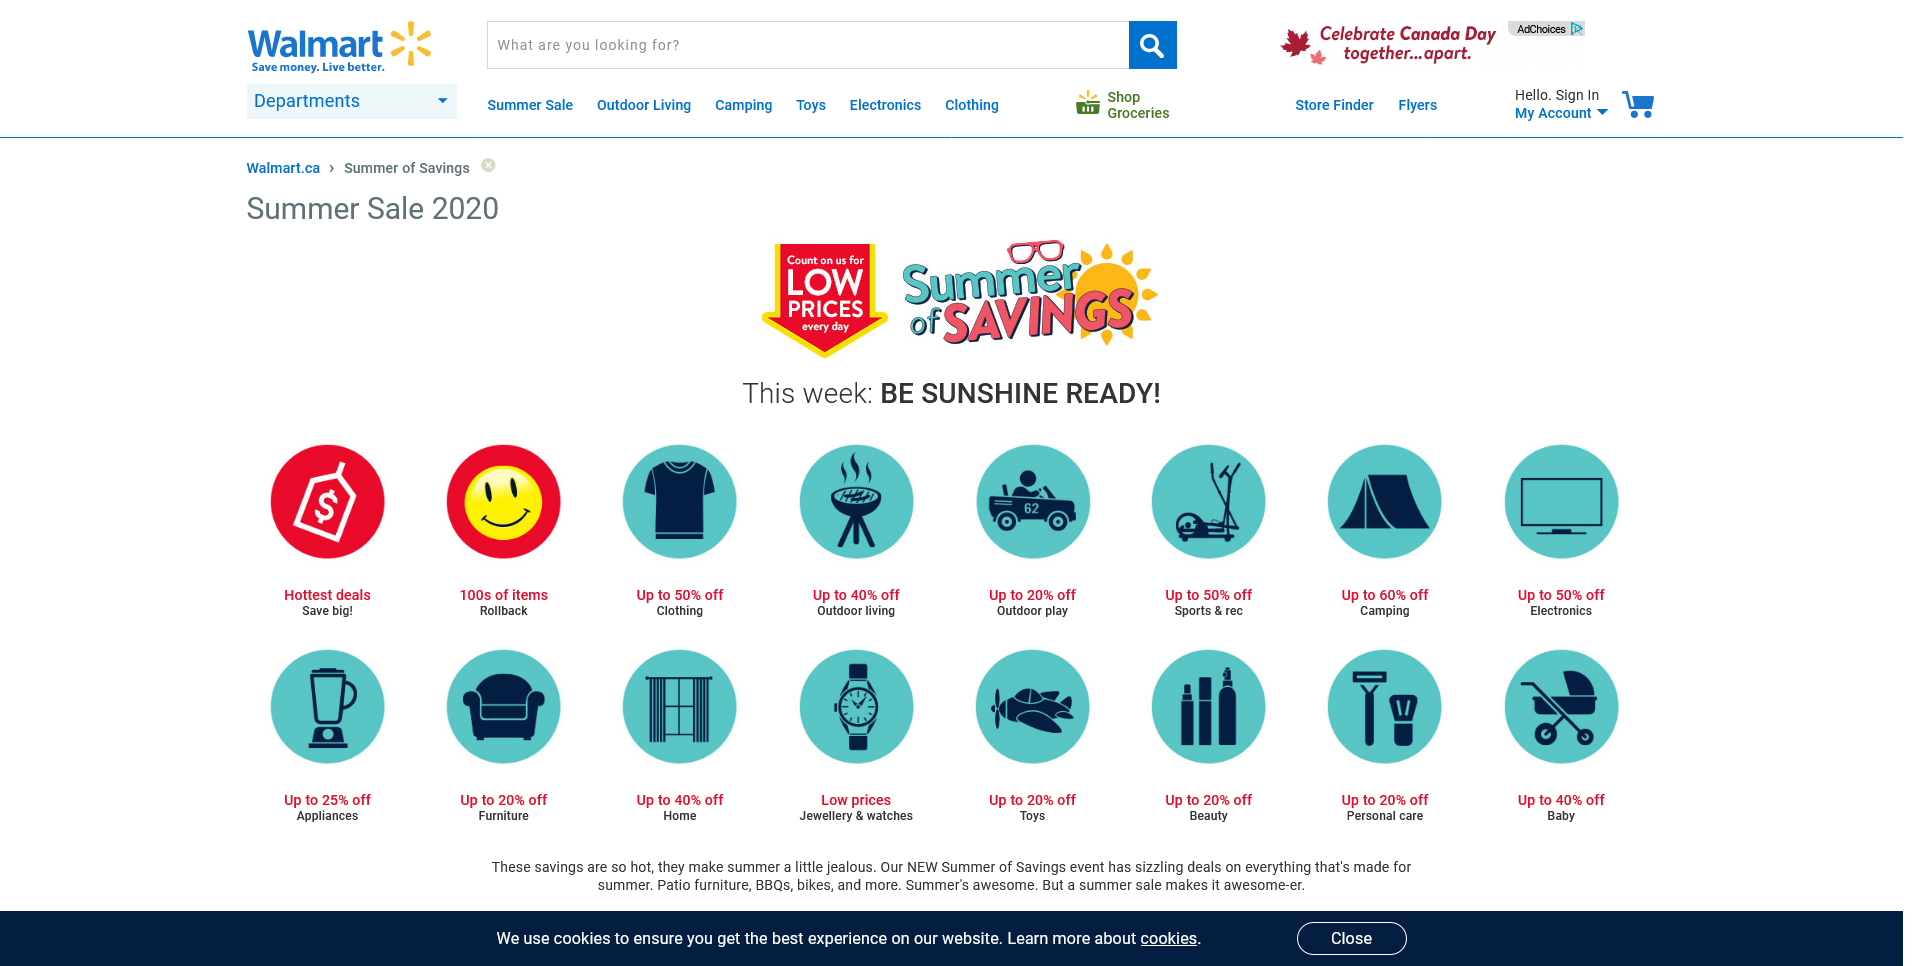 Walmart
Save money. Live better.
What are you looking for?
Celebrate Canada Day
together...apart.
AdChoices
Departments
Summer Sale Outdoor Living Camping Toys Electronics Clothing
Shop
Groceries
Store Finder Flyers
Hello. Sign In
My Account
Walmart.ca › Summer of Savings
Summer Sale 2020
Count on us for
LOW
PRICES
every day
Summer
of SAVINGS
This week: BE SUNSHINE READY!
62
Hottest deals 100s of items Up to 50% off Up to 40% off Up to 20% off Up to 50% off Up to 60% off Up to 50% off
Save big! Rollback Clothing Outdoor living Outdoor play Sports & rec Camping Electronics
Up to 25% off Up to 20% off Up to 40% off Low prices Up to 20% off Up to 20% off Up to 20% off Up to 40% off
Appliances Furniture Home Jewellery & watches Toys Beauty Personal care Baby
These savings are so hot, they make summer a little jealous. Our NEW Summer of Savings event has sizzling deals on everything that's made for
summer. Patio furniture, BBQs, bikes, and more. Summer's awesome. But a summer sale makes it awesome-er.
We use cookies to ensure you get the best experience on our website. Learn more about cookies. Close